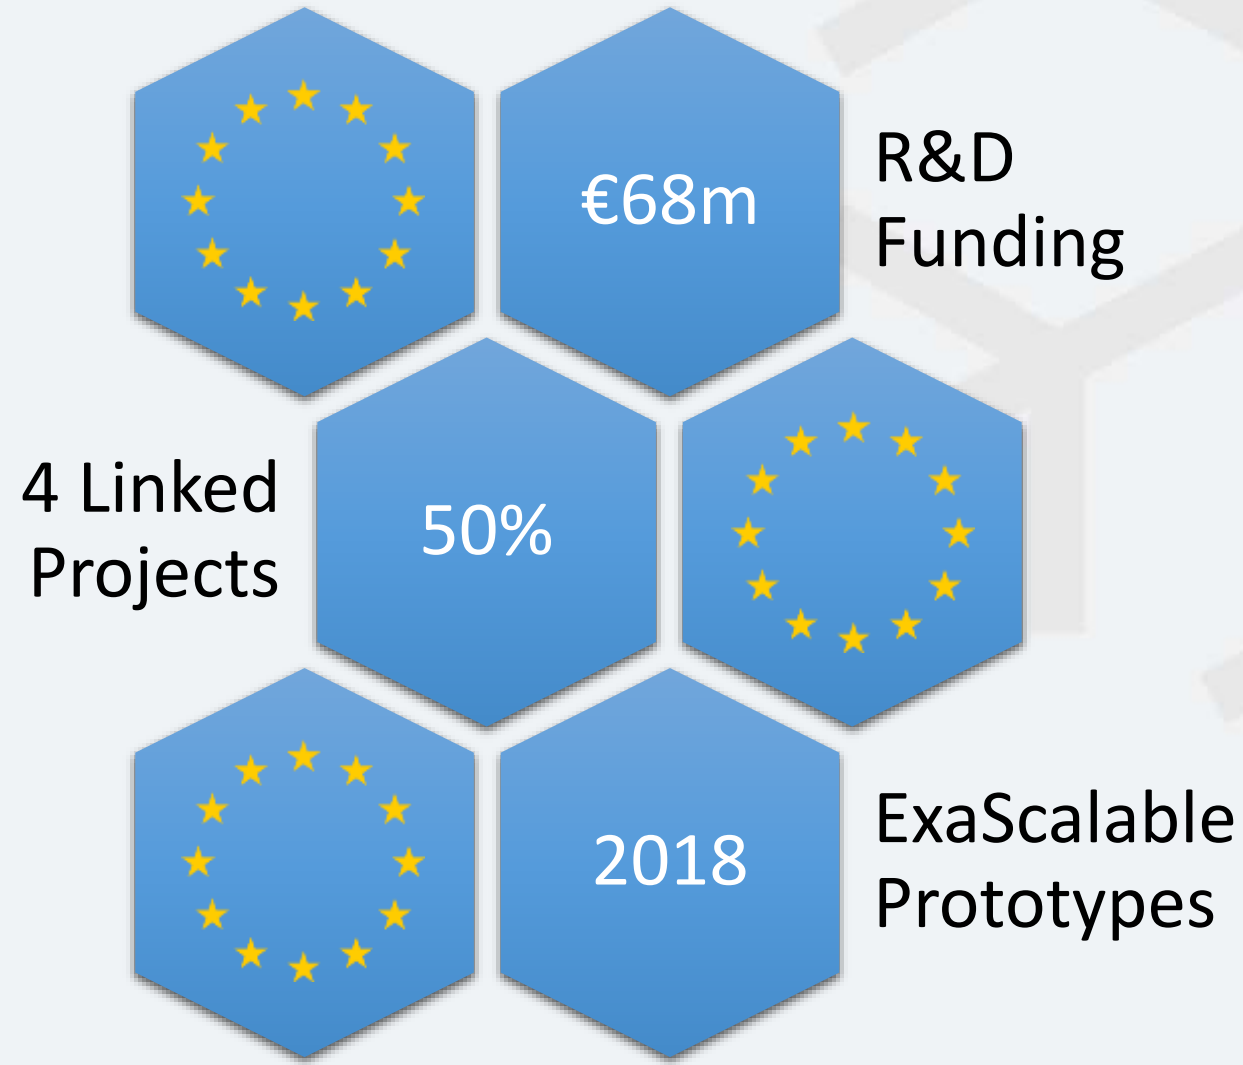 €68m
R&D
Funding
4 Linked
Projects
50%
2018
ExaScalable
Prototypes